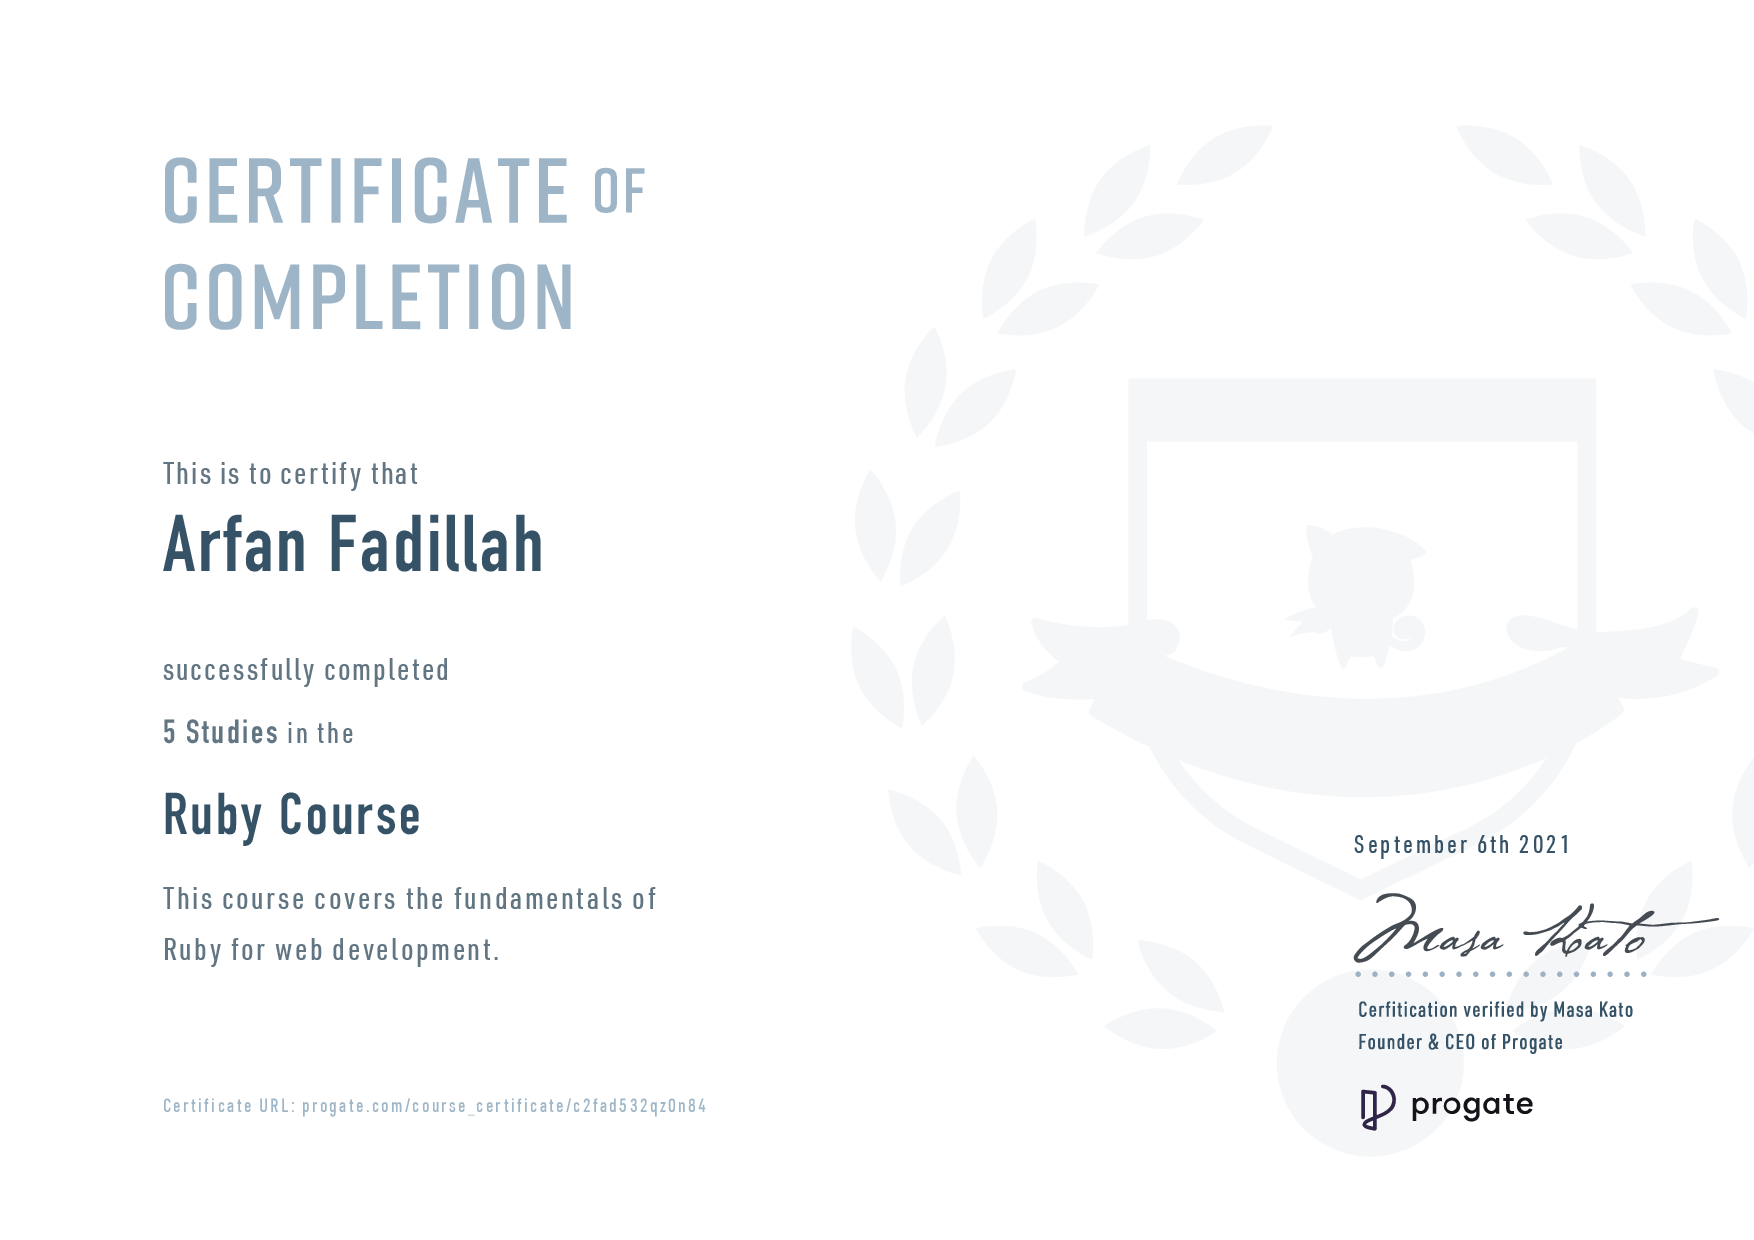 CERTIFICATE OF
COMPLETION
This is to certify that
Arfan Fadillah
successfully completed
5 Studies in the
Ruby Course
This course covers the fundamentals of
Ruby for web development.
September 6th 2021
Masa Kato
Cerfitication verified by Masa Kato
Founder & CEO of Progate
progate
Certificate URL: progate.com/course_certificate/c2fad532qz0n84